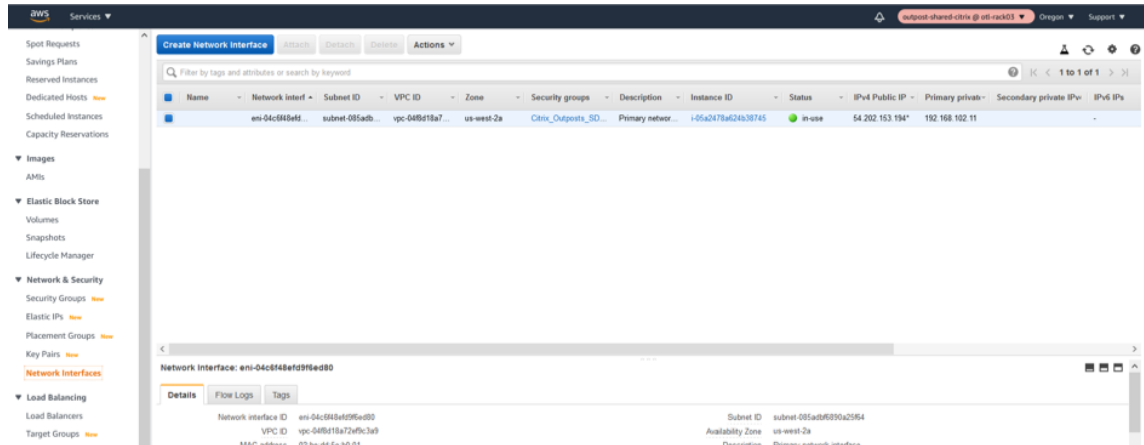 aws Services outpost-shared-citrix @ otl-rack03 Oregon Support
Spot Requests
Savings Plans
Reserved Instances
Dedicated Hosts New
Scheduled Instances
Capacity Reservations
Images
AMIs
Elastic Block Store
Volumes
Snapshots
Lifecycle Manager
Network & Security
Security Groups New
Elastic IPs New
Placement Groups New
Key Pairs New
Network Interfaces
Load Balancing
Load Balancers
Target Groups New
Create Network Interface Attach Detach Delete Actions
Filter by tags and attributes or search by keyword 1 to 1 of 1
Name Network interf Subnet ID VPC ID Zone Security groups Description Instance ID Status IPv4 Public IP Primary privat Secondary private IPv IPv6 IPs
eni-04c6f48efd... subnet-085adb... vpc-04f8d18a7... us-west-2a Citrix_Outposts_SD... Primary networ... i-05a2478a624b38745 in-use 54.202.153.194* 192.168.102.11 -
Network Interface: eni-04c6f48efd9f6ed80
Details Flow Logs Tags
Network interface ID eni-04c6f48efd9f6ed80 Subnet ID subnet-085adbf6890a25f64
VPC ID vpc-04f8d18a72ef9c3a9 Availability Zone us-west-2a
MAC address Description Primary network interface